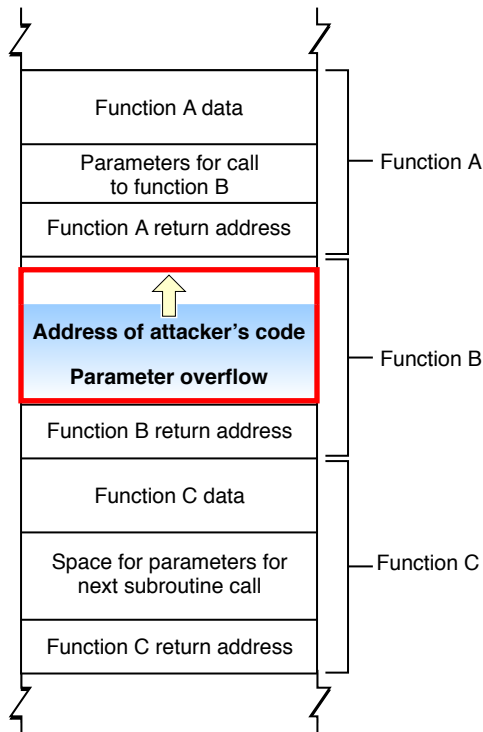 Function A data
Parameters for call
to function B
Function A return address
Function A
Address of attacker’s code
Parameter overflow
Function B return address
Function B
Function C data
Space for parameters for
next subroutine call
Function C return address
Function C